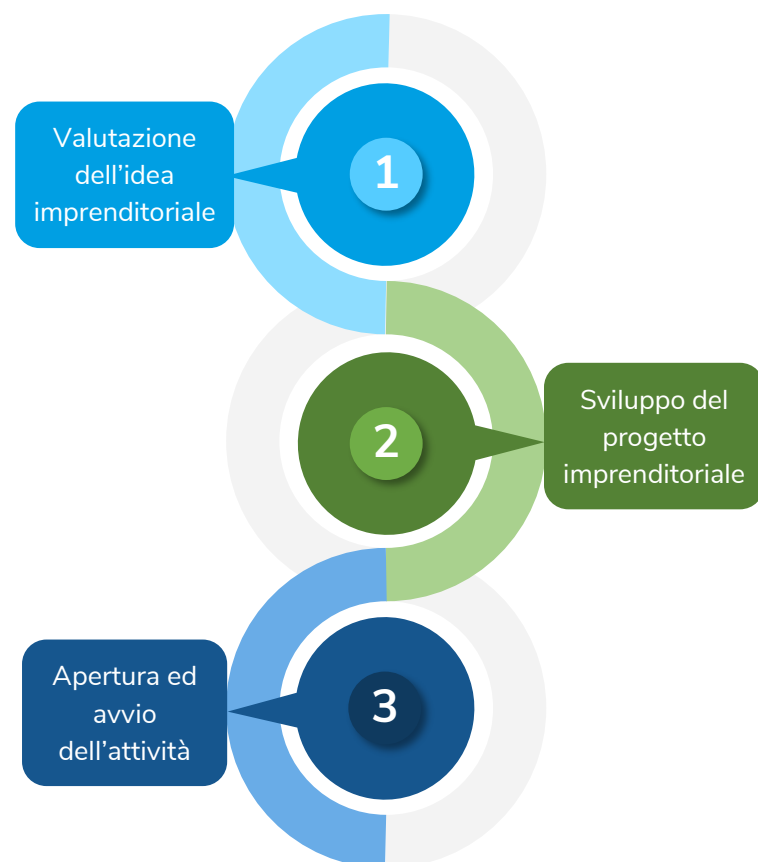 Valutazione
dell’idea
imprenditoriale
1
2
Sviluppo del
progetto
imprenditoriale
Apertura ed
avvio
dell’attività
3